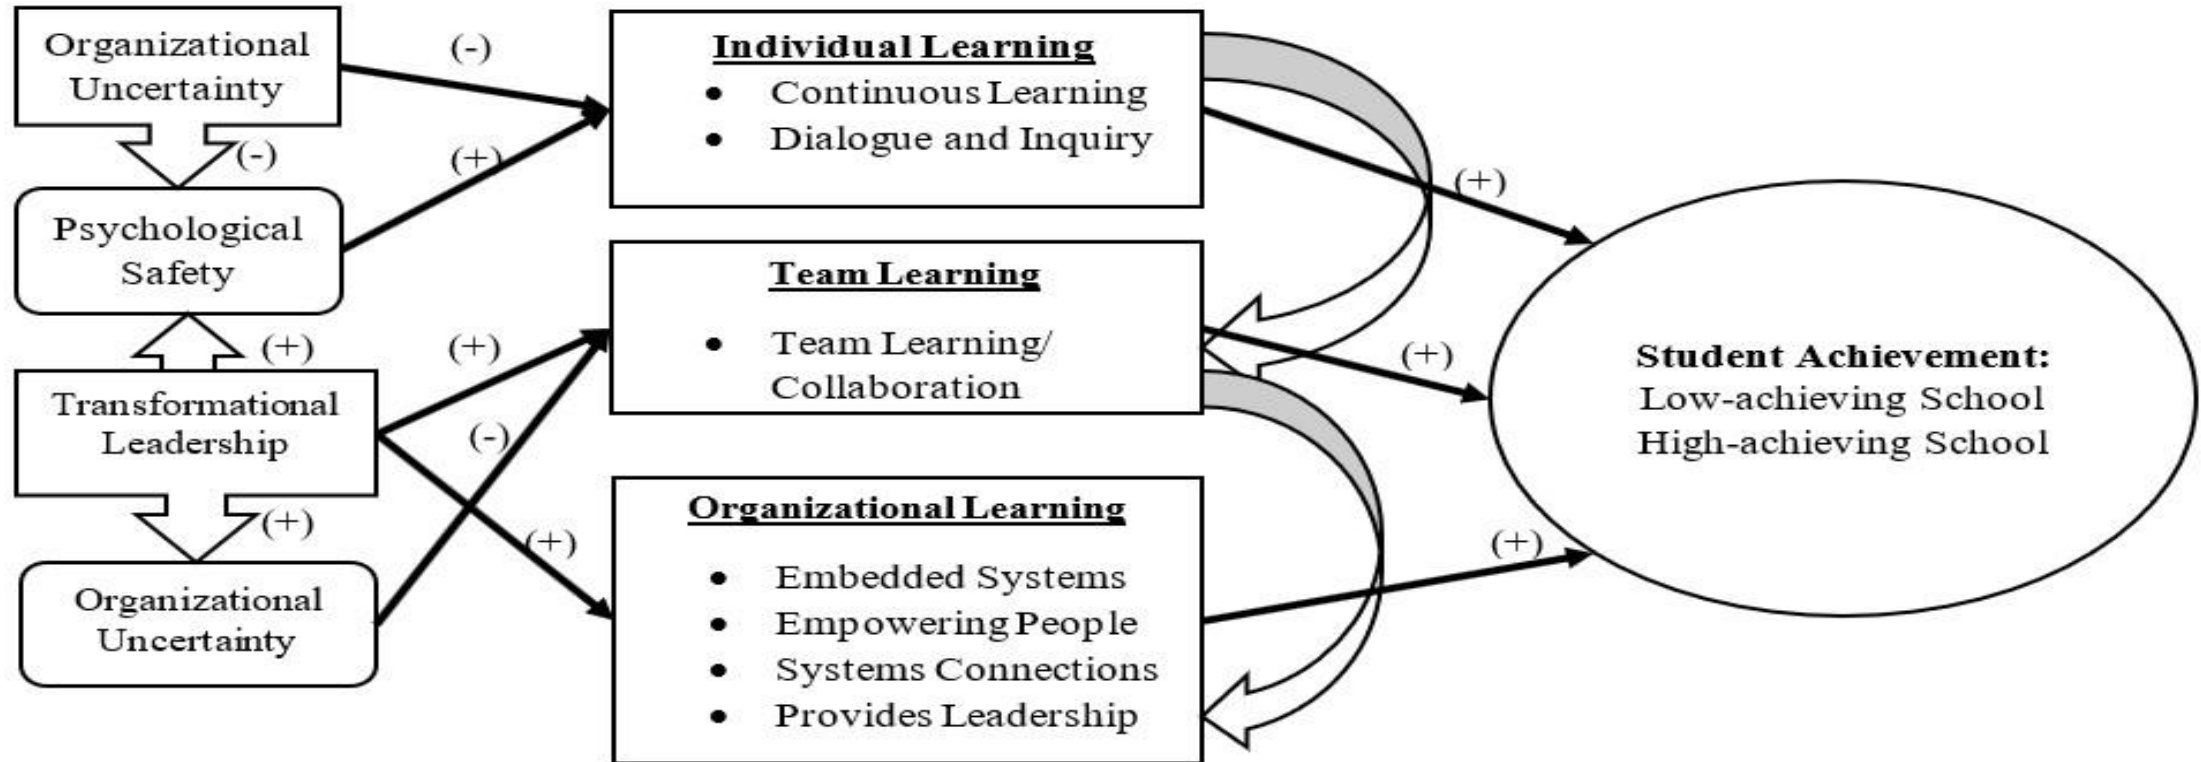 Organizational
Uncertainty
(-)
(-)
Psychological
Safety
(+)
(+)
Transformational
Leadership
(+)
(-)
(+)
(+)
Organizational
Uncertainty
Individual Learning
• Continuous Learning
• Dialogue and Inquiry
Team Learning
• Team Learning/
Collaboration
Organizational Learning
• Embedded Systems
• Empowering People
• Systems Connections
• Provides Leadership
(+)
(+)
(+)
Student Achievement:
Low-achieving School
High-achieving School